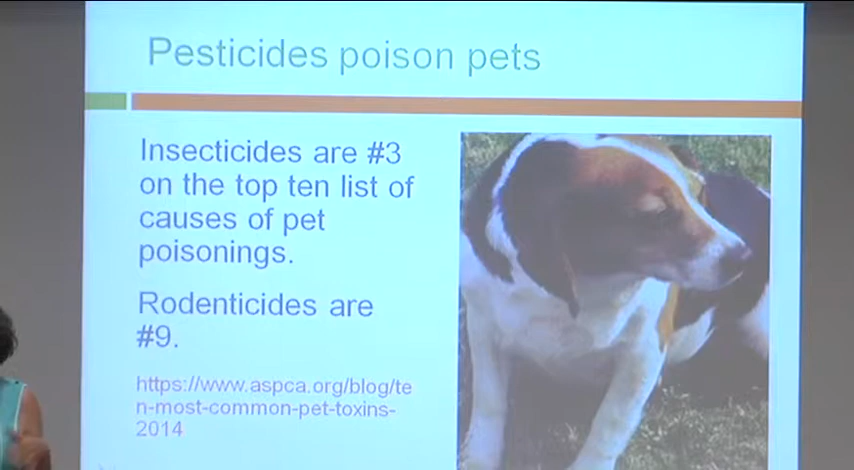 Pesticides poison pets
Insecticides are #3
on the top ten list of
causes of pet
poisonings.
Rodenticides are
#9.
https://www.aspca.org/blog/te
n-most-common-pet-toxins-
2014